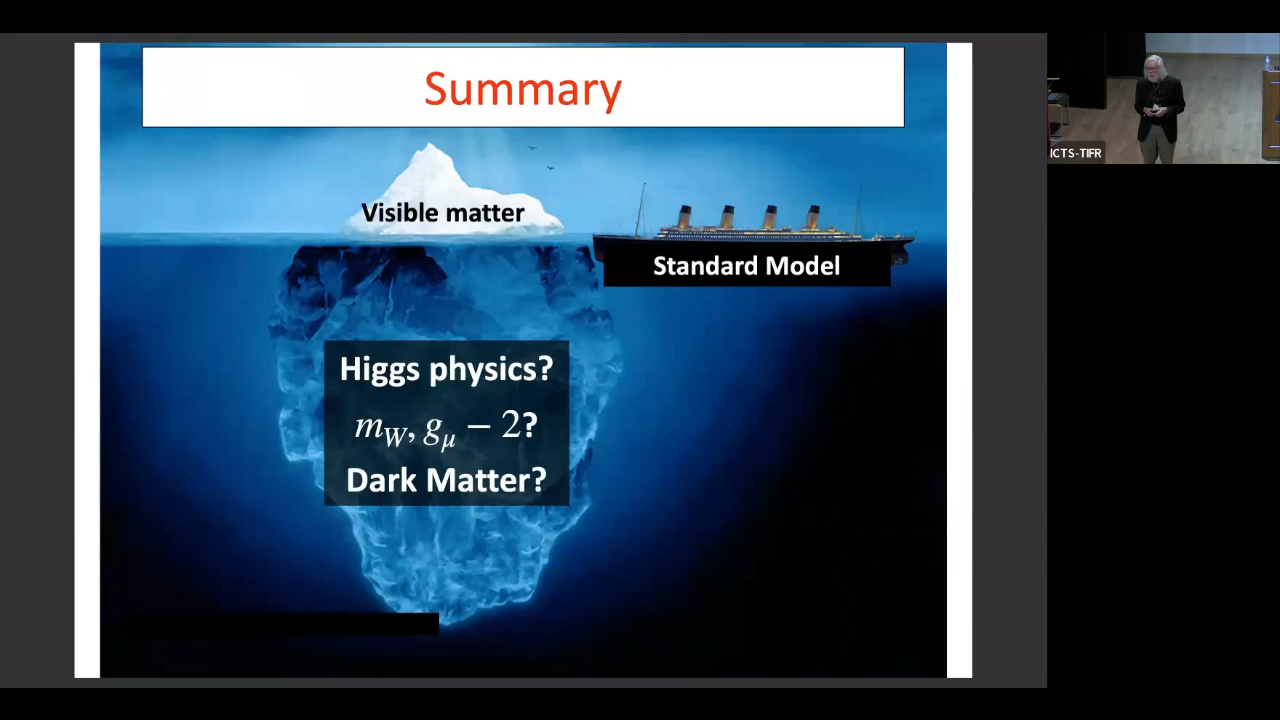 Summary
Visible matter
Standard Model
Higgs physics?
m_W, g_μ − 2?
Dark Matter?
ICTS-TIFR